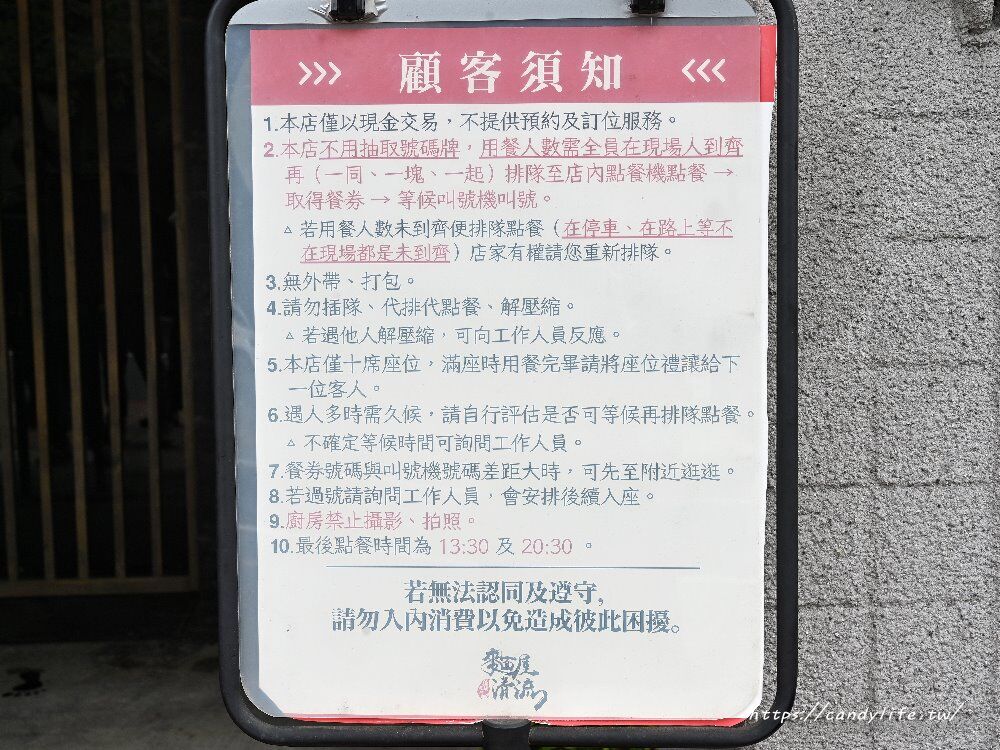 >>> 顧客須知 <<<
1.本店僅以現金交易，不提供預約及訂位服務。
2.本店不用抽取號碼牌，用餐人數需全員在現場人到齊
再（一同、一塊、一起）排隊至店內點餐機點餐 →
取得餐券 → 等候叫號機叫號。
△ 若用餐人數未到齊便排隊點餐（在停車、在路上等不
在現場都是未到齊）店家有權請您重新排隊。
3.無外帶、打包。
4.請勿插隊、代排代點餐、解壓縮。
△ 若遇他人解壓縮，可向工作人員反應。
5.本店僅十席座位，滿座時用餐完畢請將座位禮讓給下
一位客人。
6.遇人多時需久候，請自行評估是否可等候再排隊點餐。
△ 不確定等候時間可詢問工作人員。
7.餐券號碼與叫號機號碼差距大時，可先至附近逛逛。
8.若過號請詢問工作人員，會安排後續入座。
9.廚房禁止攝影、拍照。
10.最後點餐時間為 13:30 及 20:30 。
若無法認同及遵守，
請勿入內消費以免造成彼此困擾。
麵屋
清流
https://candylife.tw/